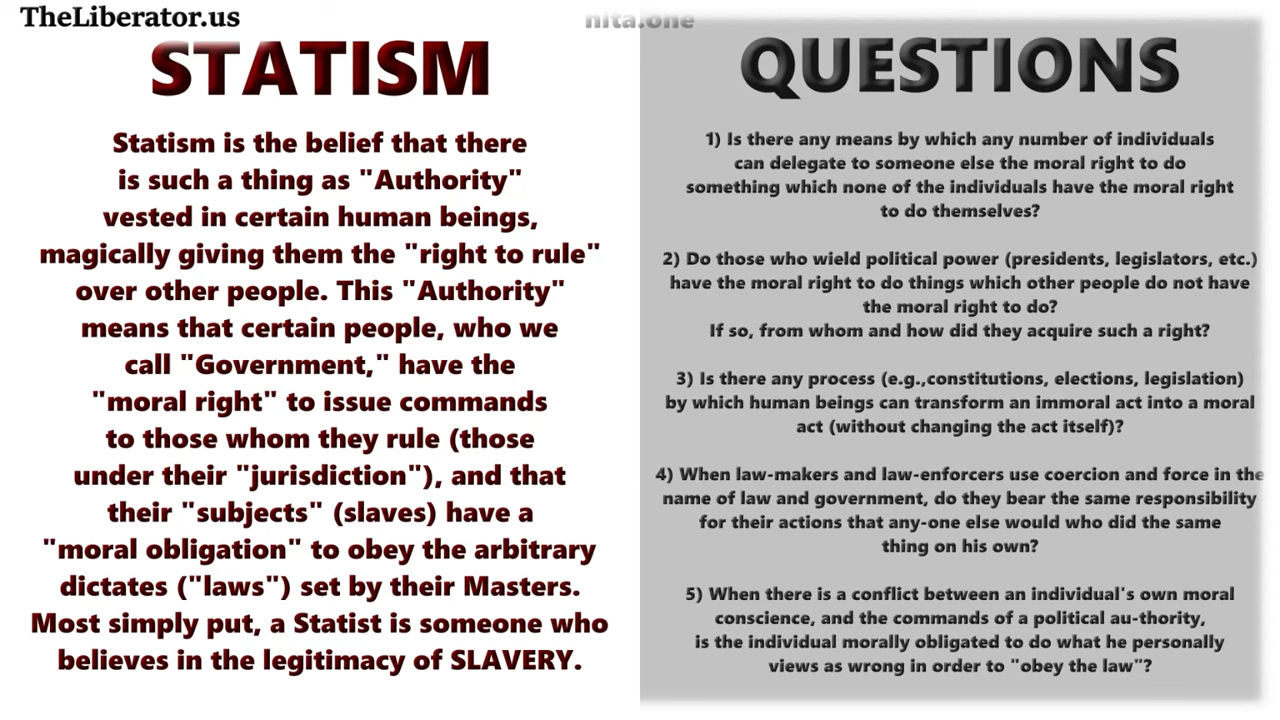 TheLiberator.us
nita.one
STATISM
Statism is the belief that there
is such a thing as "Authority"
vested in certain human beings,
magically giving them the "right to rule"
over other people. This "Authority"
means that certain people, who we
call "Government," have the
"moral right" to issue commands
to those whom they rule (those
under their "jurisdiction"), and that
their "subjects" (slaves) have a
"moral obligation" to obey the arbitrary
dictates ("laws") set by their Masters.
Most simply put, a Statist is someone who
believes in the legitimacy of SLAVERY.
QUESTIONS
1) Is there any means by which any number of individuals
can delegate to someone else the moral right to do
something which none of the individuals have the moral right
to do themselves?
2) Do those who wield political power (presidents, legislators, etc.)
have the moral right to do things which other people do not have
the moral right to do?
If so, from whom and how did they acquire such a right?
3) Is there any process (e.g.,constitutions, elections, legislation)
by which human beings can transform an immoral act into a moral
act (without changing the act itself)?
4) When law-makers and law-enforcers use coercion and force in the
name of law and government, do they bear the same responsibility
for their actions that any-one else would who did the same
thing on his own?
5) When there is a conflict between an individual's own moral
conscience, and the commands of a political au-thority,
is the individual morally obligated to do what he personally
views as wrong in order to "obey the law"?